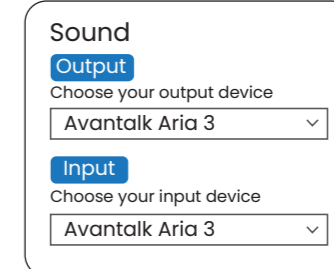 Sound
Output
Choose your output device
Avantalk Aria 3
Input
Choose your input device
Avantalk Aria 3